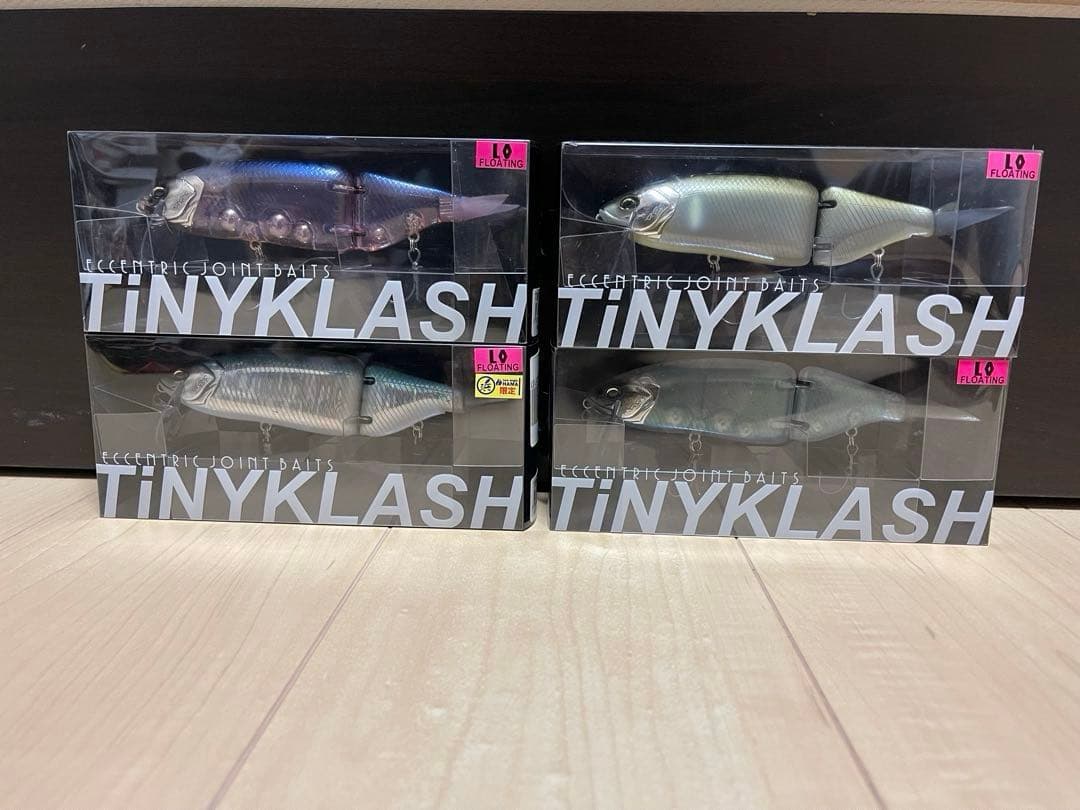 LO
FLOATING
ECCENTRIC JOINT BAITS
TiNYKLASH
LO
FLOATING
ECCENTRIC JOINT BAITS
TiNYKLASH
LO
FLOATING
HAMA
限定
ECCENTRIC JOINT BAITS
TiNYKLASH
LO
FLOATING
ECCENTRIC JOINT BAITS
TiNYKLASH